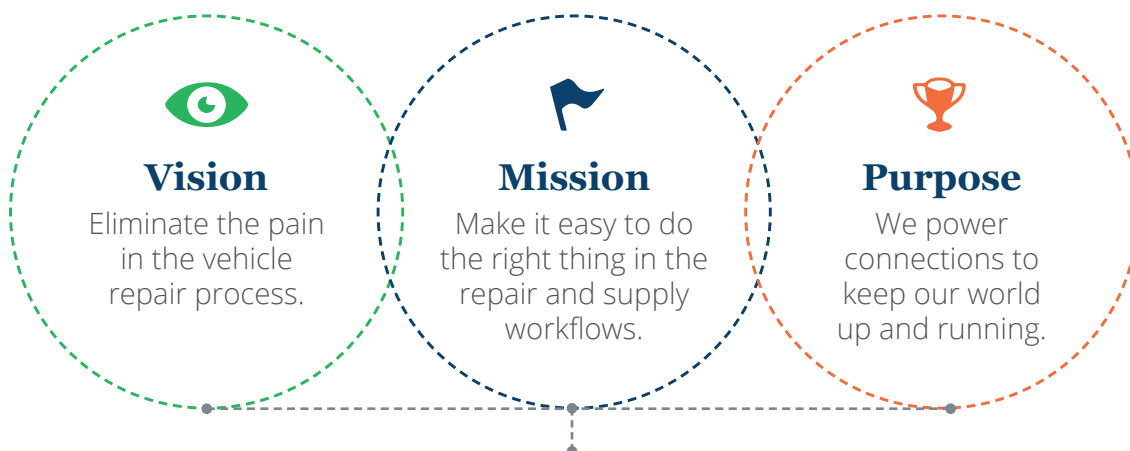 Vision
Eliminate the pain
in the vehicle
repair process.
Mission
Make it easy to do
the right thing in the
repair and supply
workflows.
Purpose
We power
connections to
keep our world
up and running.